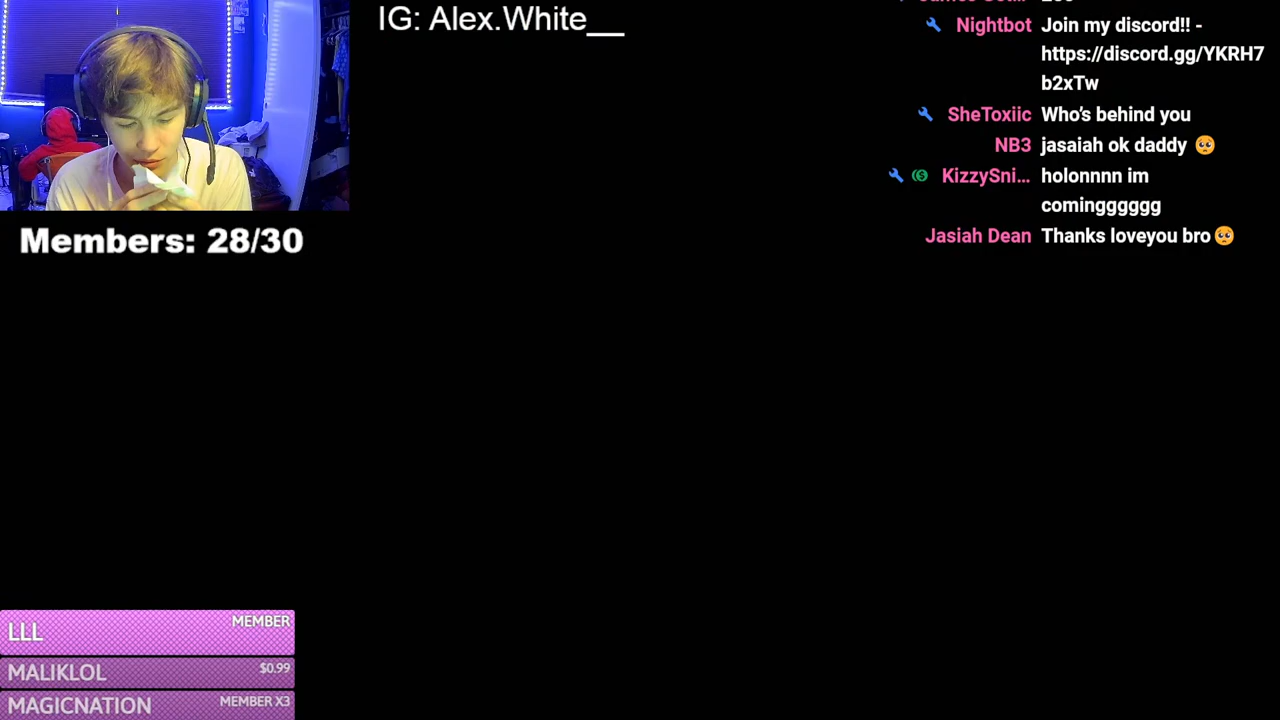 IG: Alex.White__
Nightbot Join my discord!! -
https://discord.gg/YKRH7
b2xTw
SheToxiic Who's behind you
NB3 jasaiah ok daddy 🥺
KizzySni... holonnnn im
comingggggg
Jasiah Dean Thanks loveyou bro🥺
Members: 28/30
LLL MEMBER
MALIKLOL $0.99
MAGICNATION MEMBER X3